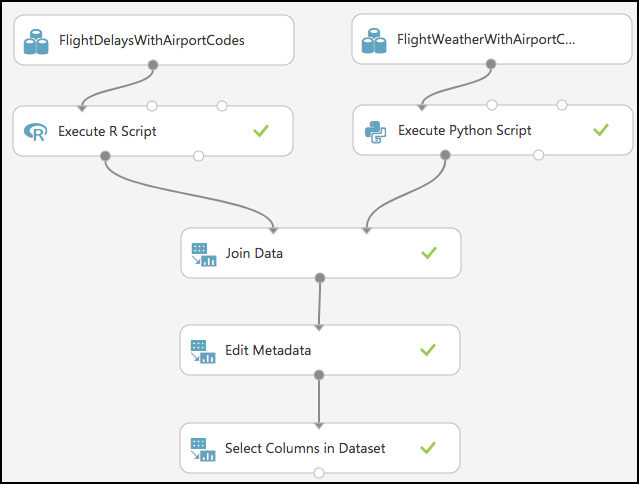 FlightDelaysWithAirportCodes
FlightWeatherWithAirportC...
R Execute R Script
Execute Python Script
Join Data
Edit Metadata
Select Columns in Dataset